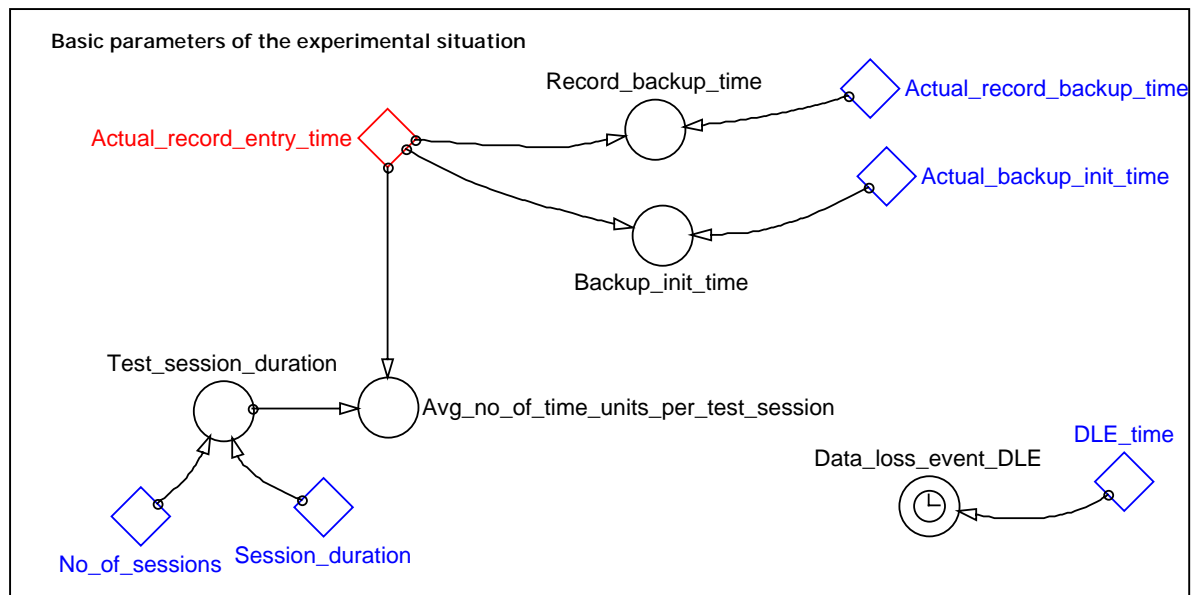 Basic parameters of the experimental situation
Record_backup_time
Actual_record_backup_time
Actual_record_entry_time
Actual_backup_init_time
Backup_init_time
Test_session_duration
Avg_no_of_time_units_per_test_session
DLE_time
Data_loss_event_DLE
No_of_sessions
Session_duration